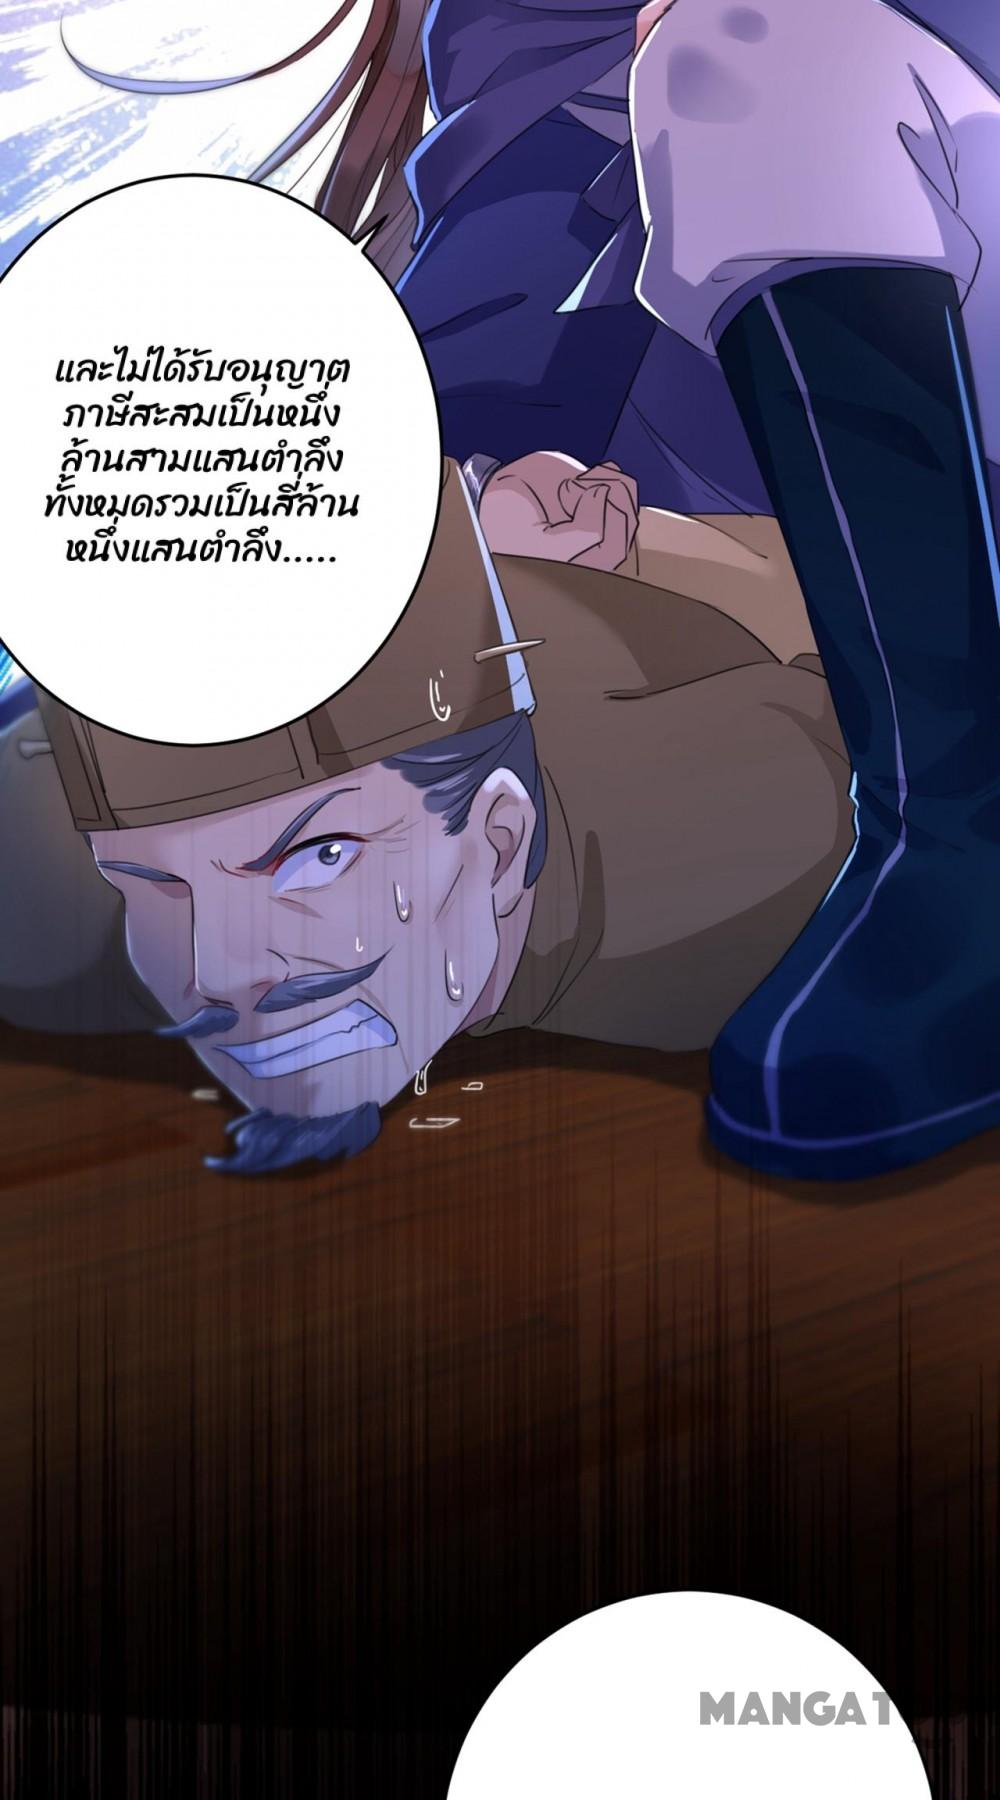 และไม่ได้รับอนุญาต
ภาษีสะสมเป็นหนึ่ง
ล้านสามแสนตำลึง
ทั้งหมดรวมเป็นสี่ล้าน
หนึ่งแสนตำลึง.....
MANGAT